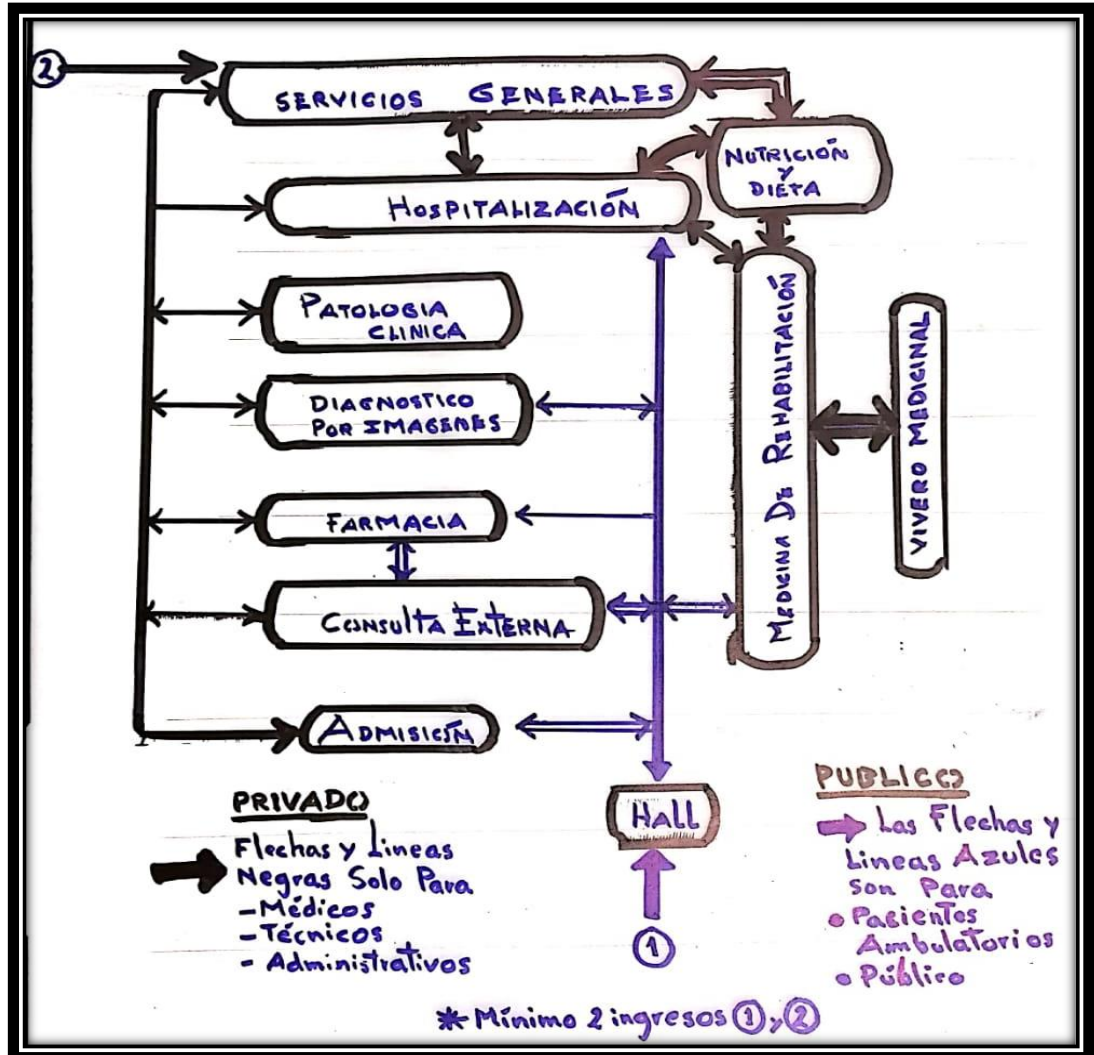 2
SERVICIOS GENERALES
NUTRICIÓN
Y
DIETA
HOSPITALIZACIÓN
PATOLOGIA
CLINICA
DIAGNOSTICO
POR IMAGENES
FARMACIA
CONSULTA EXTERNA
ADMISIÓN
MEDICINA DE REHABILITACIÓN
VIVERO MEDICINAL
HALL
1
PRIVADO
Flechas y Lineas
Negras Solo Para
-Médicos
-Técnicos
- Administrativos
PUBLICO
Las Flechas y
Lineas Azules
son Para
• Pacientes
Ambulatorios
• Público
* Mínimo 2 ingresos 1 y 2